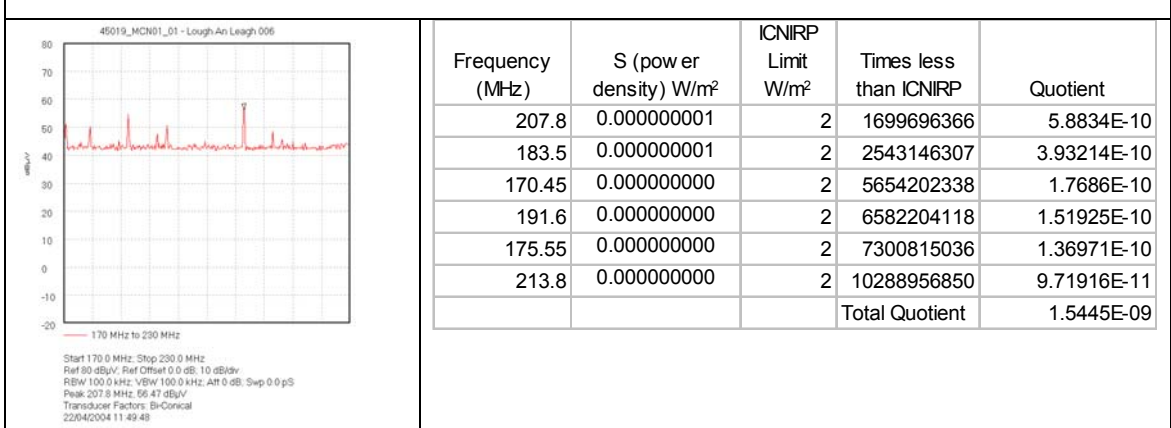 45019_MCN01_01 - Lough An Leagh 006
80
70
60
50
40
30
20
10
0
-10
-20
dBµV
170 MHz to 230 MHz
Start 170.0 MHz; Stop 230.0 MHz
Ref 80 dBµV; Ref Offset 0.0 dB; 10 dB/div
RBW 100.0 kHz; VBW 100.0 kHz; Att 0 dB; Swp 0.0 pS
Peak 207.8 MHz, 56.47 dBµV
Transducer Factors: Bi-Conical
22/04/2004 11:49:48
Frequency (MHz) S (power density) W/m² ICNIRP Limit W/m² Times less than ICNIRP Quotient
207.8 0.000000001 2 1699696366 5.8834E-10
183.5 0.000000001 2 2543146307 3.93214E-10
170.45 0.000000000 2 5654202338 1.7686E-10
191.6 0.000000000 2 6582204118 1.51925E-10
175.55 0.000000000 2 7300815036 1.36971E-10
213.8 0.000000000 2 10288956850 9.71916E-11
Total Quotient 1.5445E-09